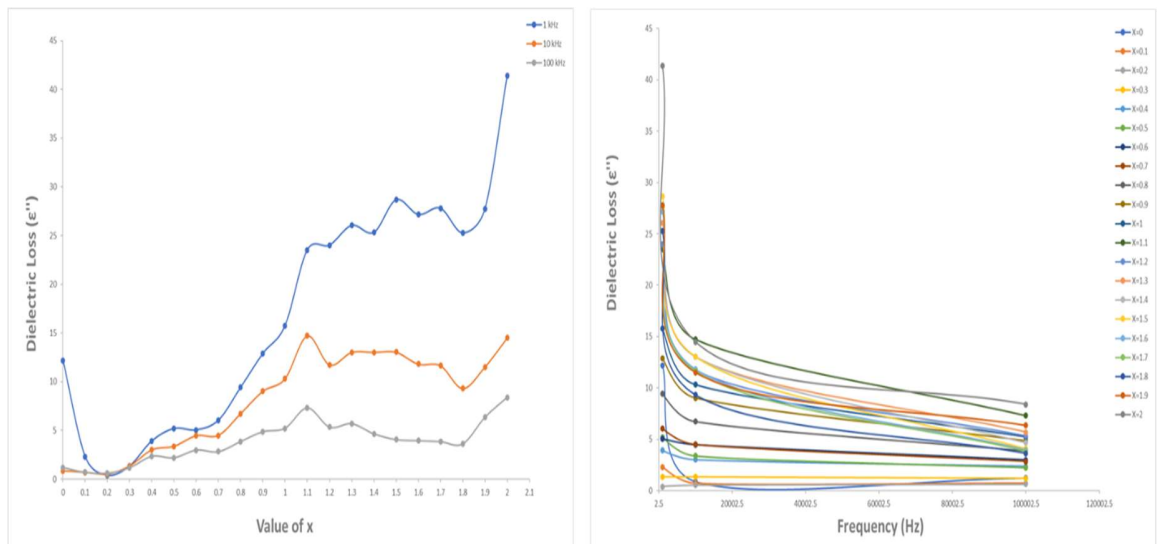 1 kHz
10 kHz
100 kHz
45
40
35
30
25
20
15
10
5
0
Dielectric Loss (ε'')
0 0.1 0.2 0.3 0.4 0.5 0.6 0.7 0.8 0.9 1 1.1 1.2 1.3 1.4 1.5 1.6 1.7 1.8 1.9 2 2.1
Value of x
45
40
35
30
25
20
15
10
5
0
Dielectric Loss (ε'')
2.5 20002.5 40002.5 60002.5 80002.5 100002.5 120002.5
Frequency (Hz)
X=0
X=0.1
X=0.2
X=0.3
X=0.4
X=0.5
X=0.6
X=0.7
X=0.8
X=0.9
X=1
X=1.1
X=1.2
X=1.3
X=1.4
X=1.5
X=1.6
X=1.7
X=1.8
X=1.9
X=2